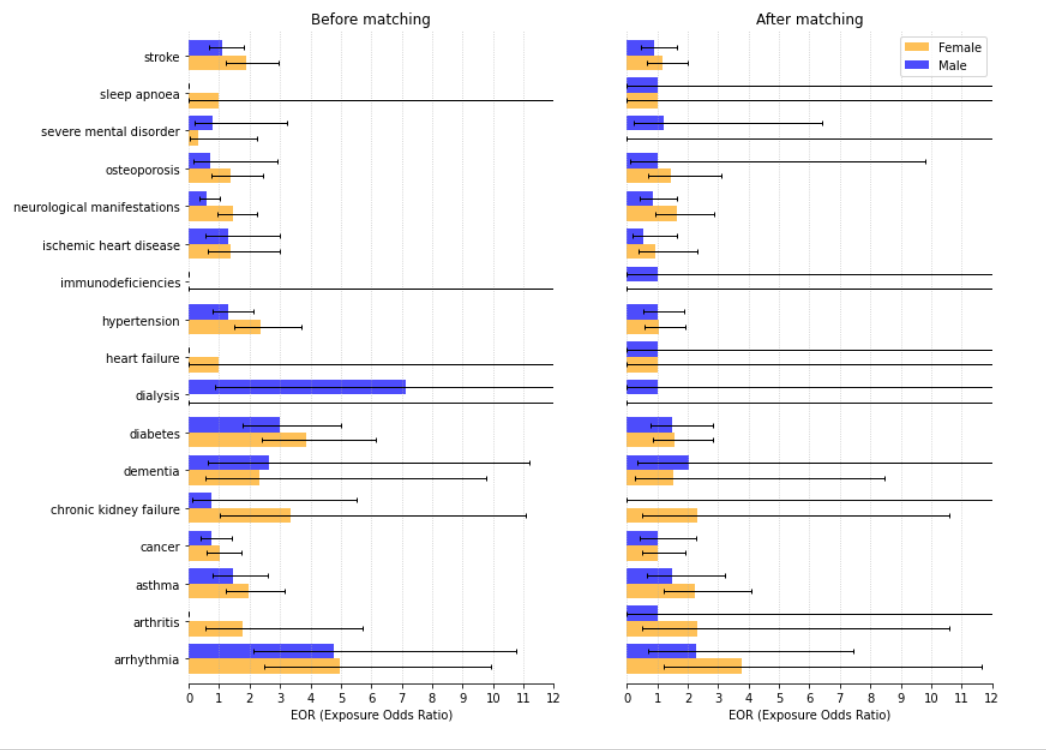 Before matching
After matching
Female
Male
stroke
sleep apnoea
severe mental disorder
osteoporosis
neurological manifestations
ischemic heart disease
immunodeficiencies
hypertension
heart failure
dialysis
diabetes
dementia
chronic kidney failure
cancer
asthma
arthritis
arrhythmia
0 1 2 3 4 5 6 7 8 9 10 11 12
0 1 2 3 4 5 6 7 8 9 10 11 12
EOR (Exposure Odds Ratio)
EOR (Exposure Odds Ratio)